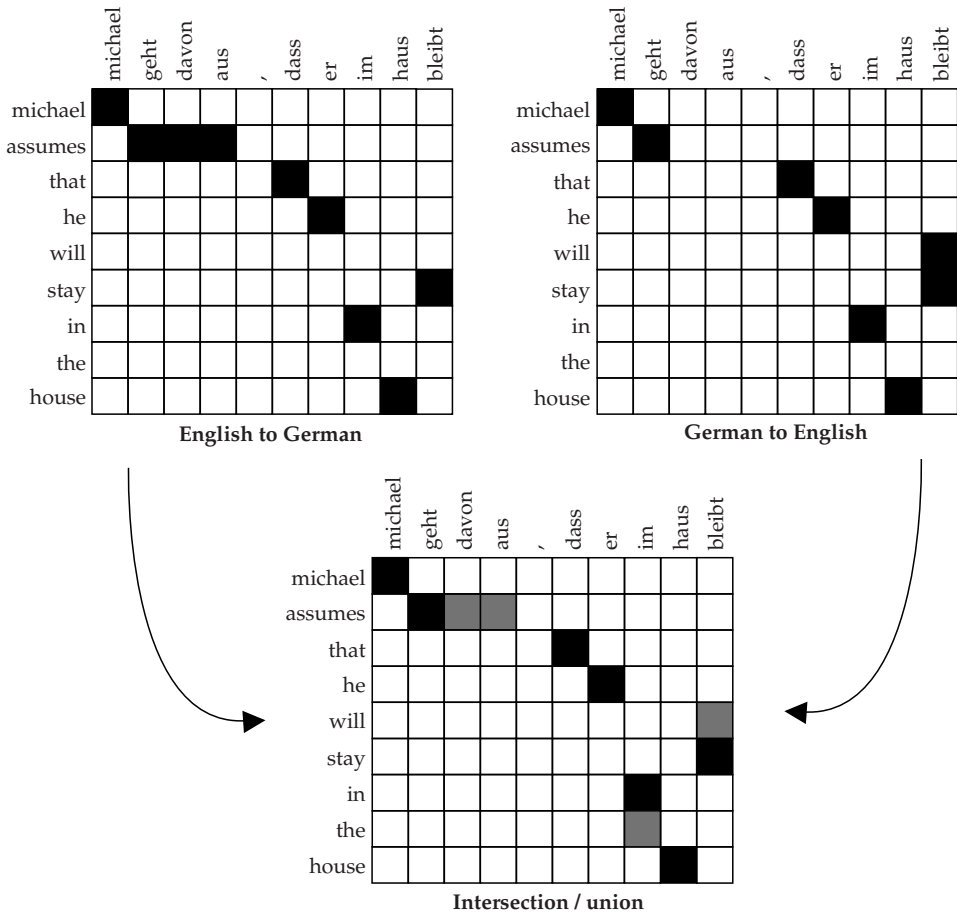 michael geht davon aus , dass er im haus bleibt
michael
assumes
that
he
will
stay
in
the
house
English to German
michael geht davon aus , dass er im haus bleibt
michael
assumes
that
he
will
stay
in
the
house
German to English
michael geht davon aus , dass er im haus bleibt
michael
assumes
that
he
will
stay
in
the
house
Intersection / union